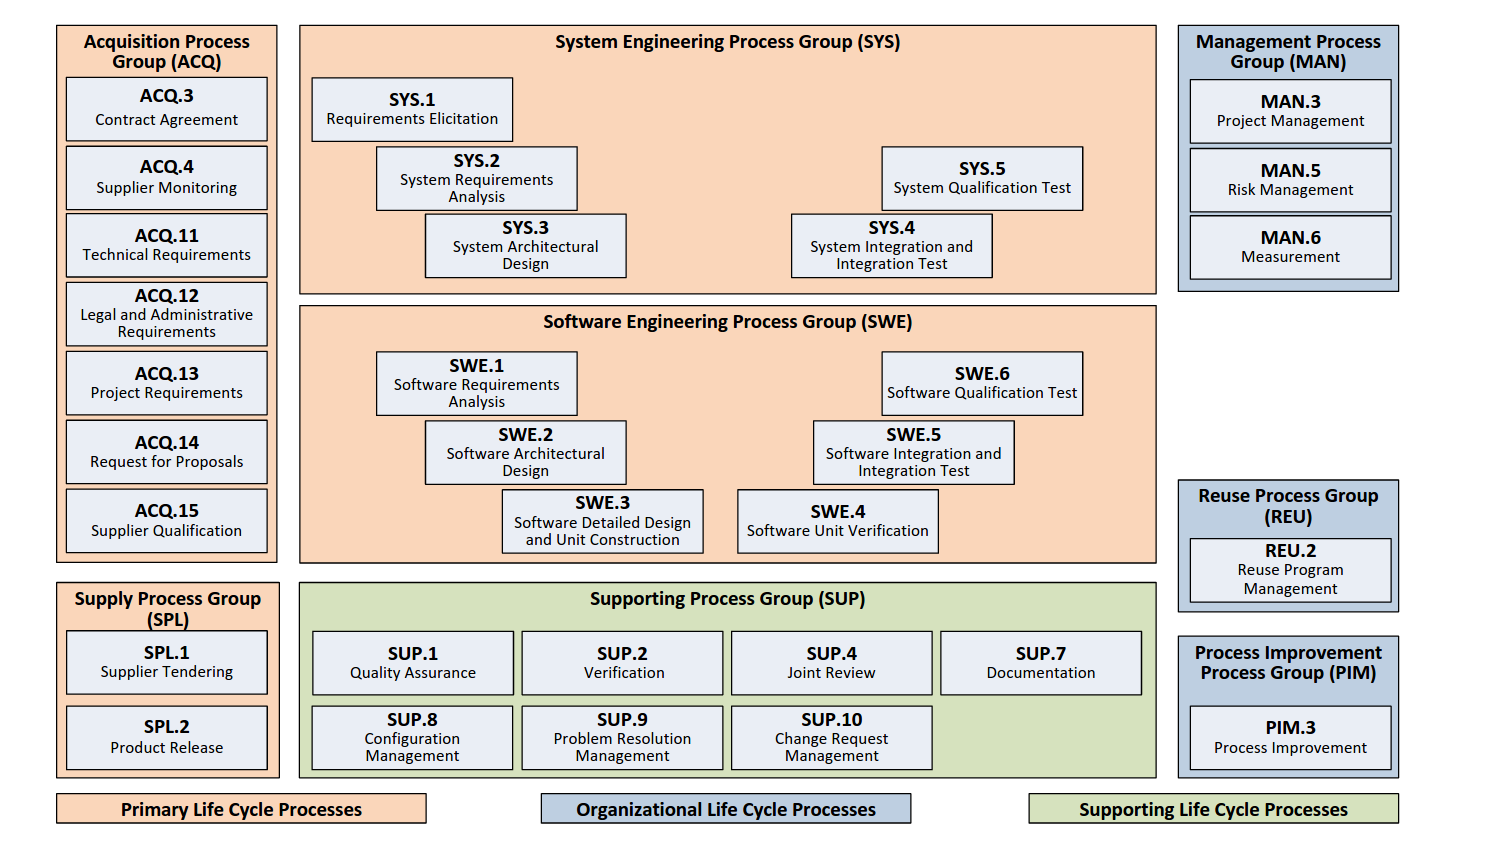 Acquisition Process
Group (ACQ)
ACQ.3
Contract Agreement
ACQ.4
Supplier Monitoring
ACQ.11
Technical Requirements
ACQ.12
Legal and Administrative
Requirements
ACQ.13
Project Requirements
ACQ.14
Request for Proposals
ACQ.15
Supplier Qualification
System Engineering Process Group (SYS)
SYS.1
Requirements Elicitation
SYS.2
System Requirements
Analysis
SYS.3
System Architectural
Design
SYS.5
System Qualification Test
SYS.4
System Integration and
Integration Test
Software Engineering Process Group (SWE)
SWE.1
Software Requirements
Analysis
SWE.2
Software Architectural
Design
SWE.3
Software Detailed Design
and Unit Construction
SWE.6
Software Qualification Test
SWE.5
Software Integration and
Integration Test
SWE.4
Software Unit Verification
Management Process
Group (MAN)
MAN.3
Project Management
MAN.5
Risk Management
MAN.6
Measurement
Reuse Process Group
(REU)
REU.2
Reuse Program
Management
Supply Process Group
(SPL)
SPL.1
Supplier Tendering
SPL.2
Product Release
Supporting Process Group (SUP)
SUP.1
Quality Assurance
SUP.2
Verification
SUP.4
Joint Review
SUP.7
Documentation
SUP.8
Configuration
Management
SUP.9
Problem Resolution
Management
SUP.10
Change Request
Management
Process Improvement
Process Group (PIM)
PIM.3
Process Improvement
Primary Life Cycle Processes
Organizational Life Cycle Processes
Supporting Life Cycle Processes